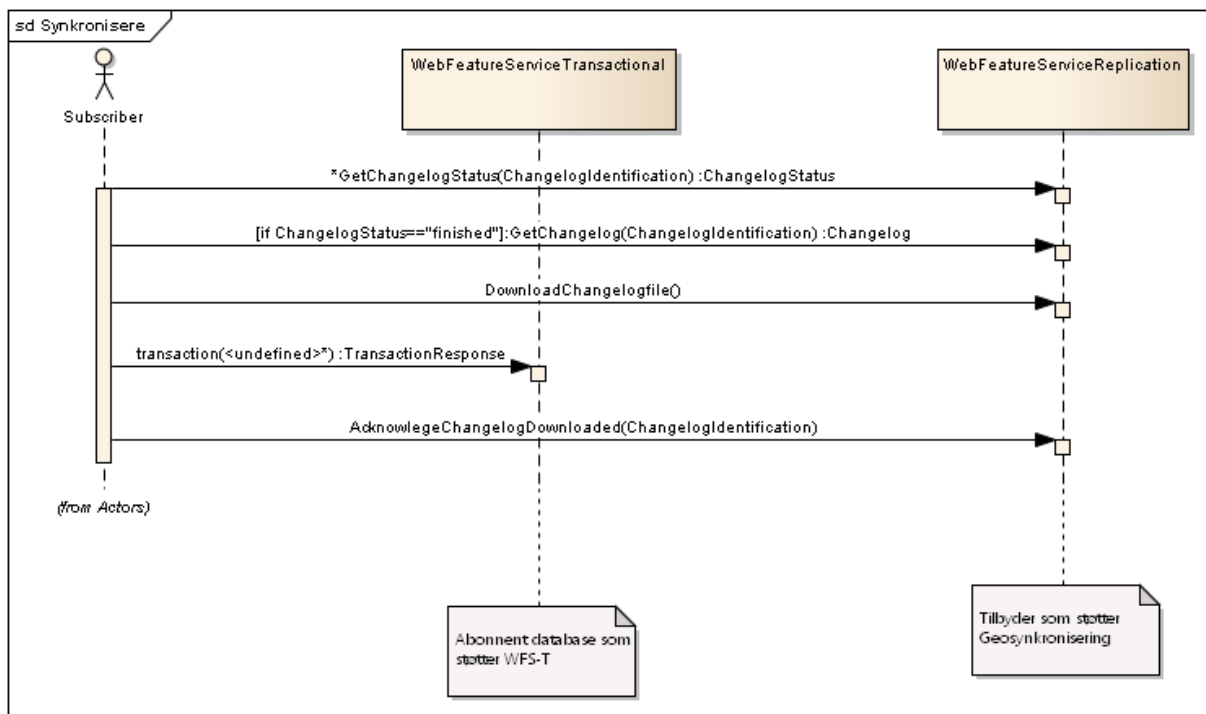 sd Synkronisere
WebFeatureServiceTransactional
WebFeatureServiceReplication
Subscriber
*GetChangelogStatus(ChangelogIdentification) :ChangelogStatus
[if ChangelogStatus=="finished"]:GetChangelog(ChangelogIdentification) :Changelog
DownloadChangelogfile()
transaction(<undefined>*) :TransactionResponse
AcknowlegeChangelogDownloaded(ChangelogIdentification)
(from Actors)
Abonnent database som
støtter WFS-T
Tilbyder som støtter
Geosynkronisering